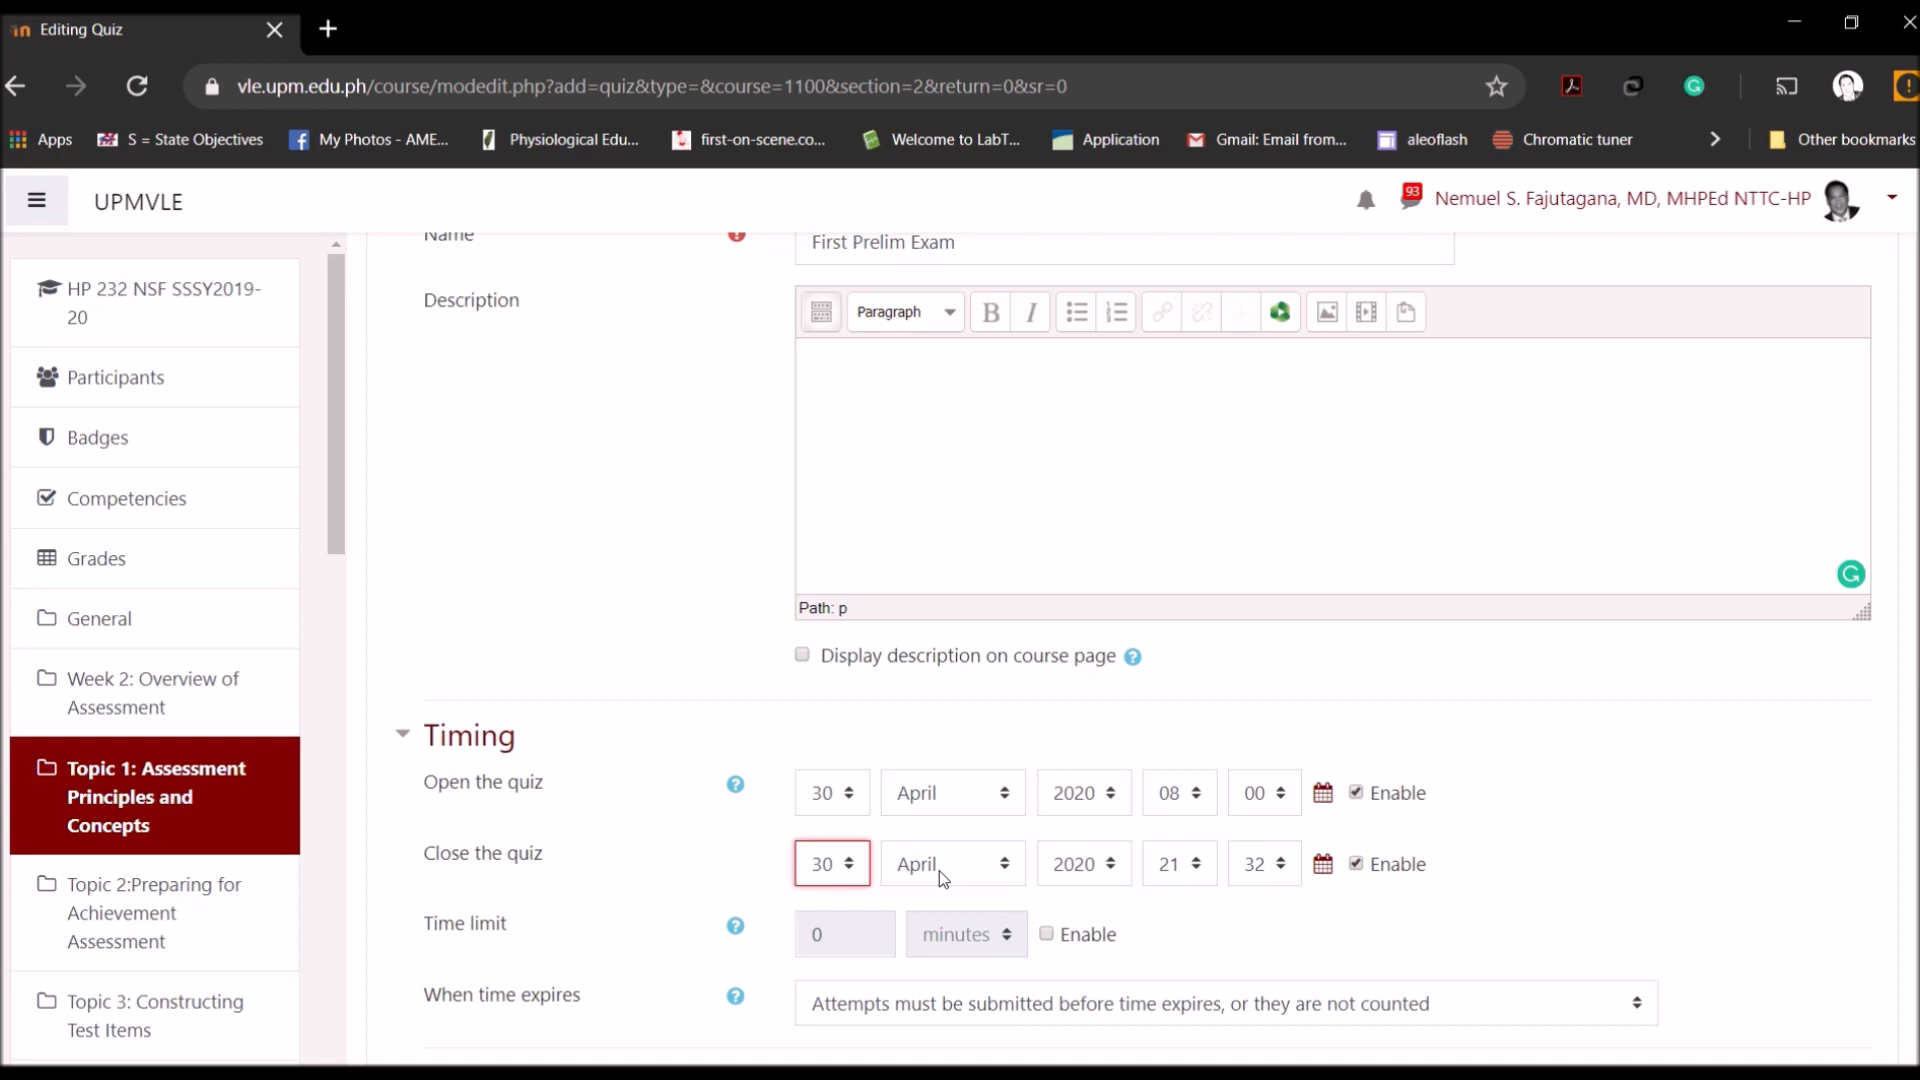 Editing Quiz
vle.upm.edu.ph/course/modedit.php?add=quiz&type=&course=1100&section=2&return=0&sr=0
Apps S = State Objectives My Photos - AME... Physiological Edu... first-on-scene.co... Welcome to LabT... Application Gmail: Email from... aleoflash Chromatic tuner Other bookmarks
UPMVLE 93 Nemuel S. Fajutagana, MD, MHPEd NTTC-HP
HP 232 NSF SSSY2019-
20
Participants
Badges
Competencies
Grades
General
Week 2: Overview of
Assessment
Topic 1: Assessment
Principles and
Concepts
Topic 2:Preparing for
Achievement
Assessment
Topic 3: Constructing
Test Items
Name First Prelim Exam
Description Paragraph B I
Path: p
Display description on course page ?
Timing
Open the quiz ? 30 April 2020 08 00 Enable
Close the quiz 30 April 2020 21 32 Enable
Time limit ? 0 minutes Enable
When time expires ? Attempts must be submitted before time expires, or they are not counted